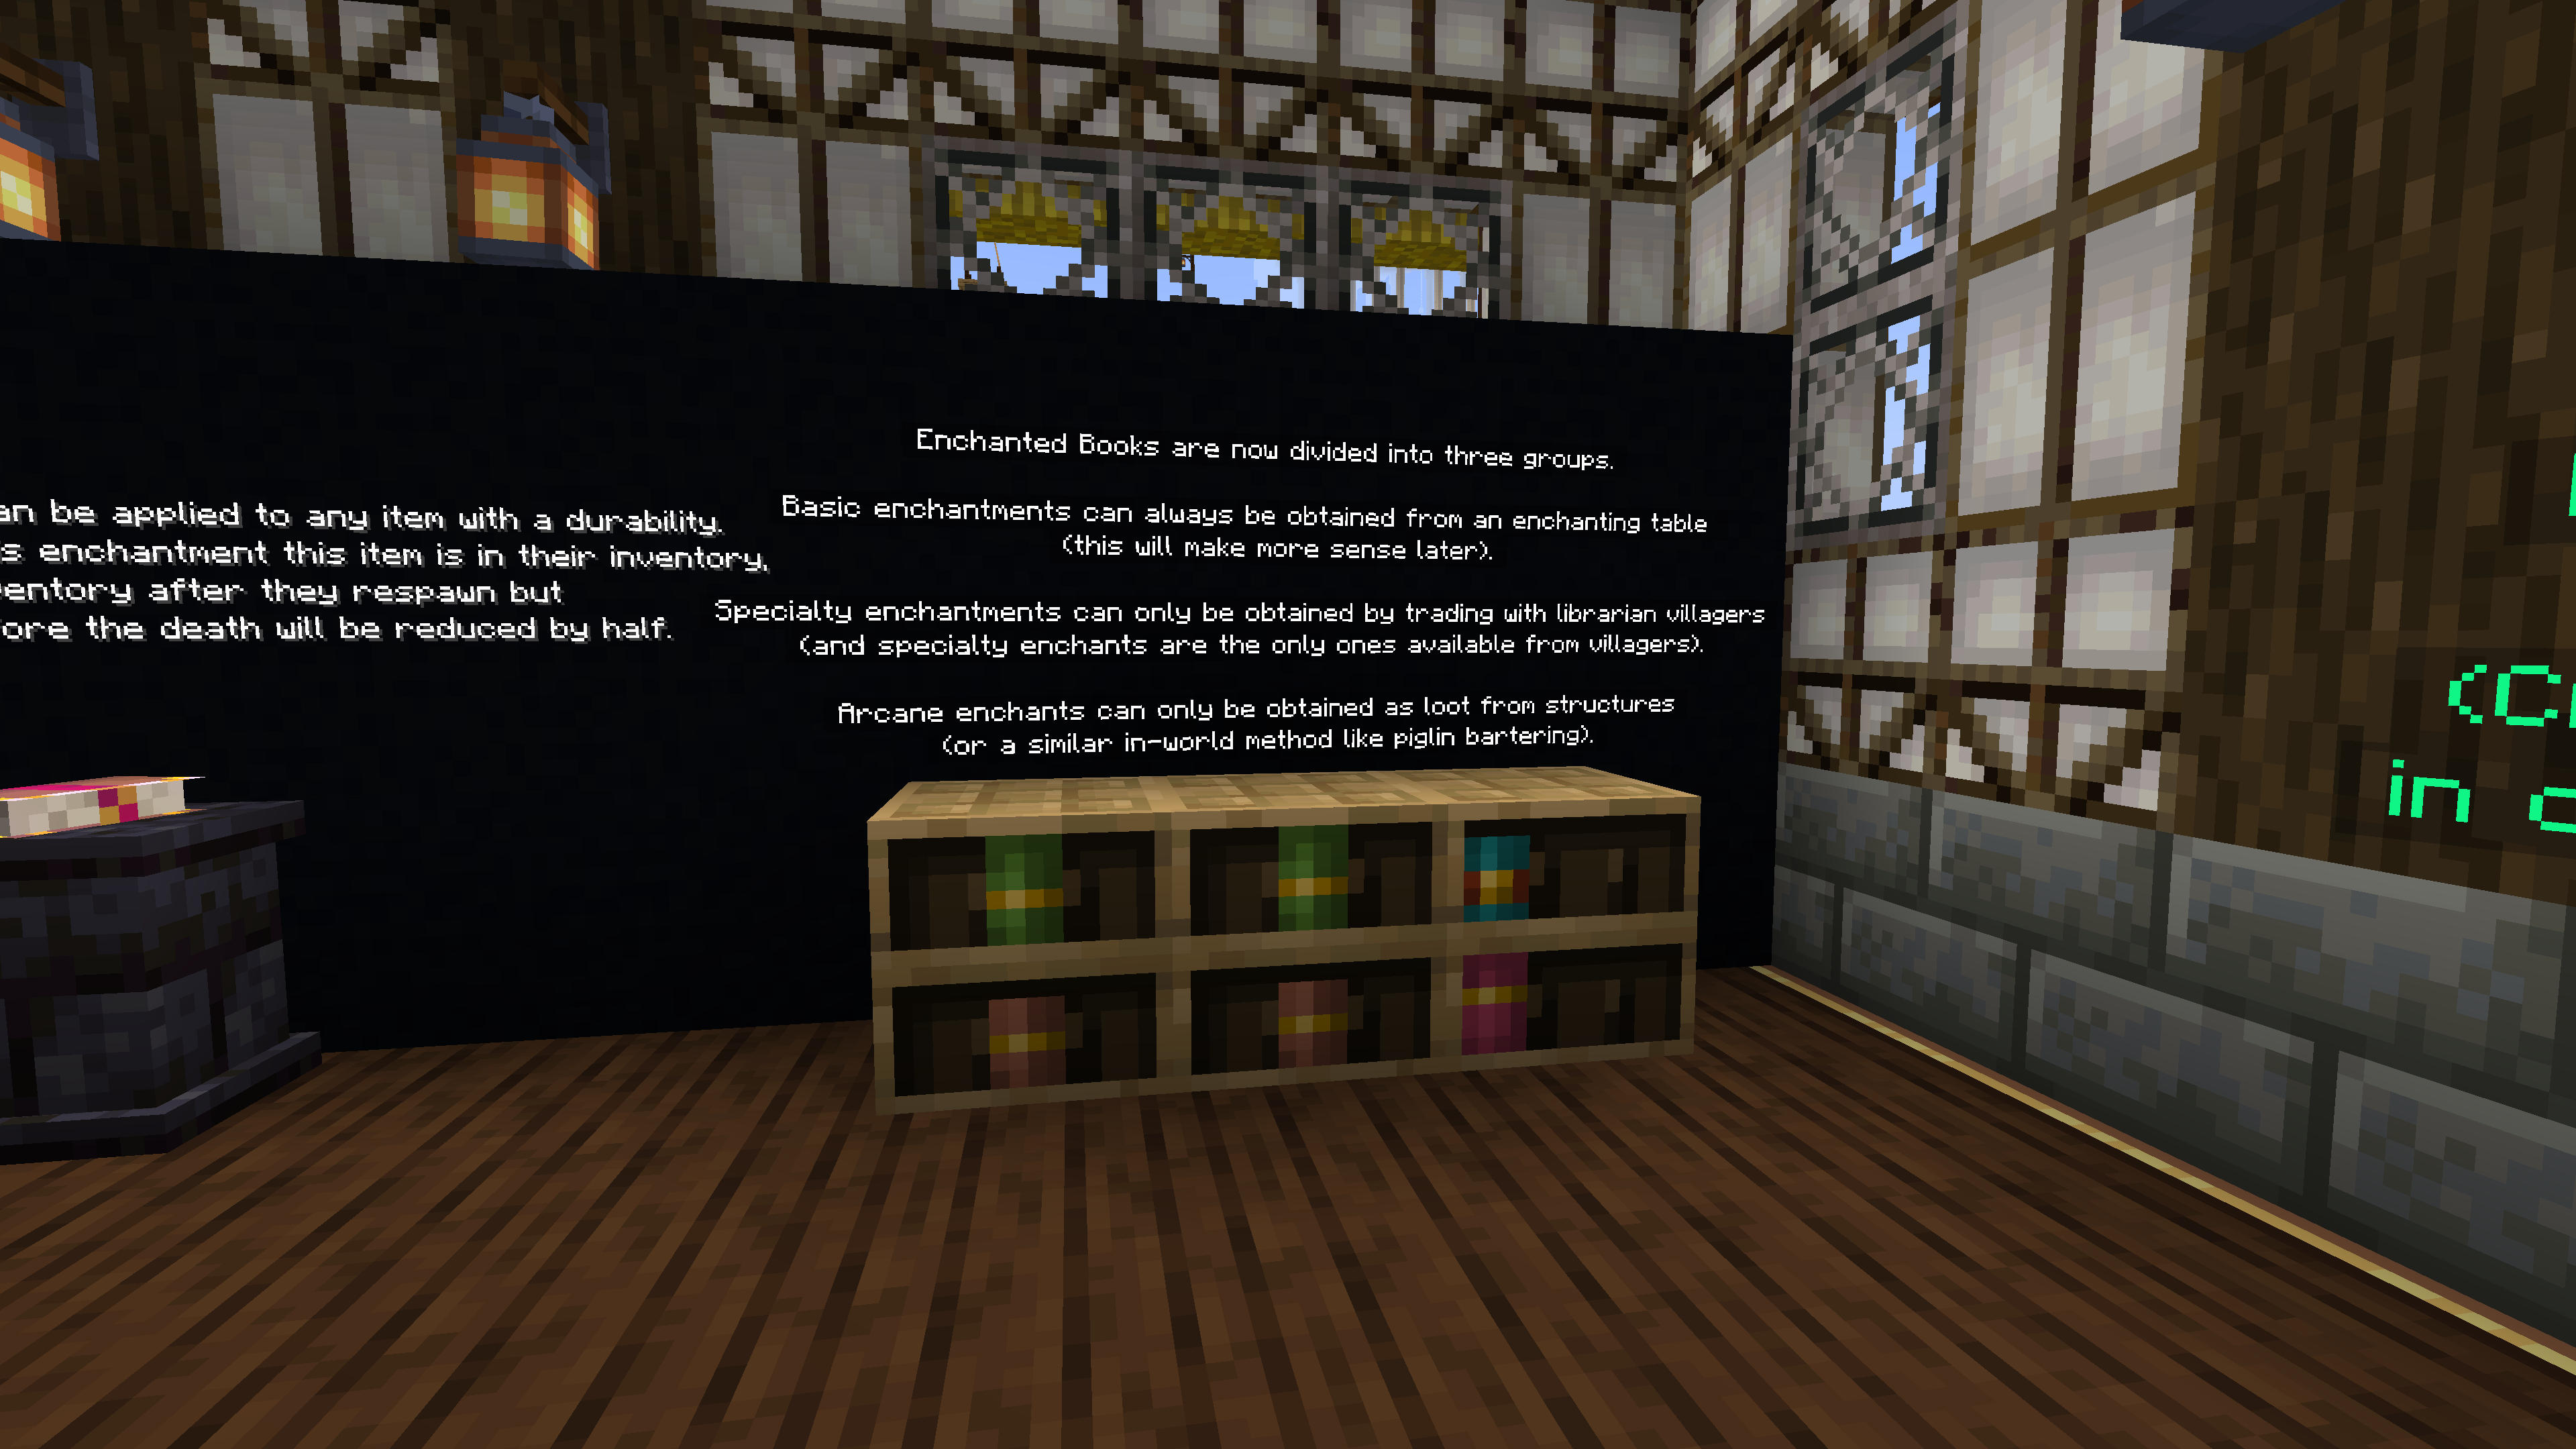 an be applied to any item with a durability.
s enchantment this item is in their inventory,
entory after they respawn but
ore the death will be reduced by half.
Enchanted Books are now divided into three groups.
Basic enchantments can always be obtained from an enchanting table
(this will make more sense later).
Specialty enchantments can only be obtained by trading with librarian villagers
(and specialty enchants are the only ones available from villagers).
Arcane enchants can only be obtained as loot from structures
(or a similar in-world method like piglin bartering).
in